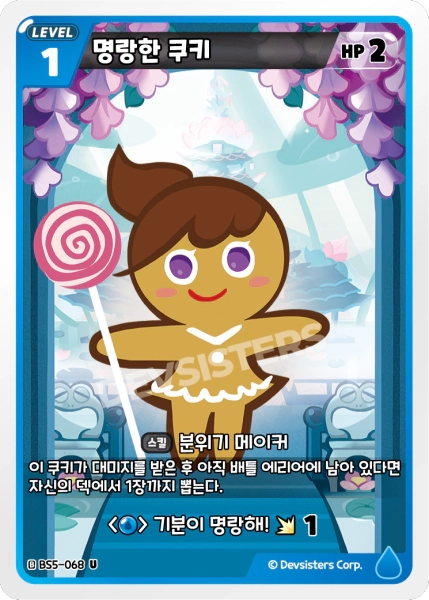 LEVEL
1
명랑한 쿠키
HP 2
DEVSISTERS
스킬 분위기 메이커
이 쿠키가 대미지를 받은 후 아직 배틀 에리어에 남아 있다면
자신의 덱에서 1장까지 뽑는다.
기분이 명랑해! 1
B BS5-068 U
© Devsisters Corp.